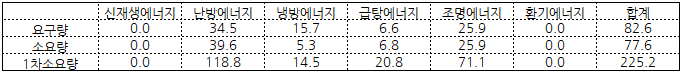 신재생에너지 난방에너지 냉방에너지 급탕에너지 조명에너지 환기에너지 합계
요구량 0.0 34.5 15.7 6.6 25.9 0.0 82.6
소요량 0.0 39.6 5.3 6.8 25.9 0.0 77.6
1차소요량 0.0 118.8 14.5 20.8 71.1 0.0 225.2